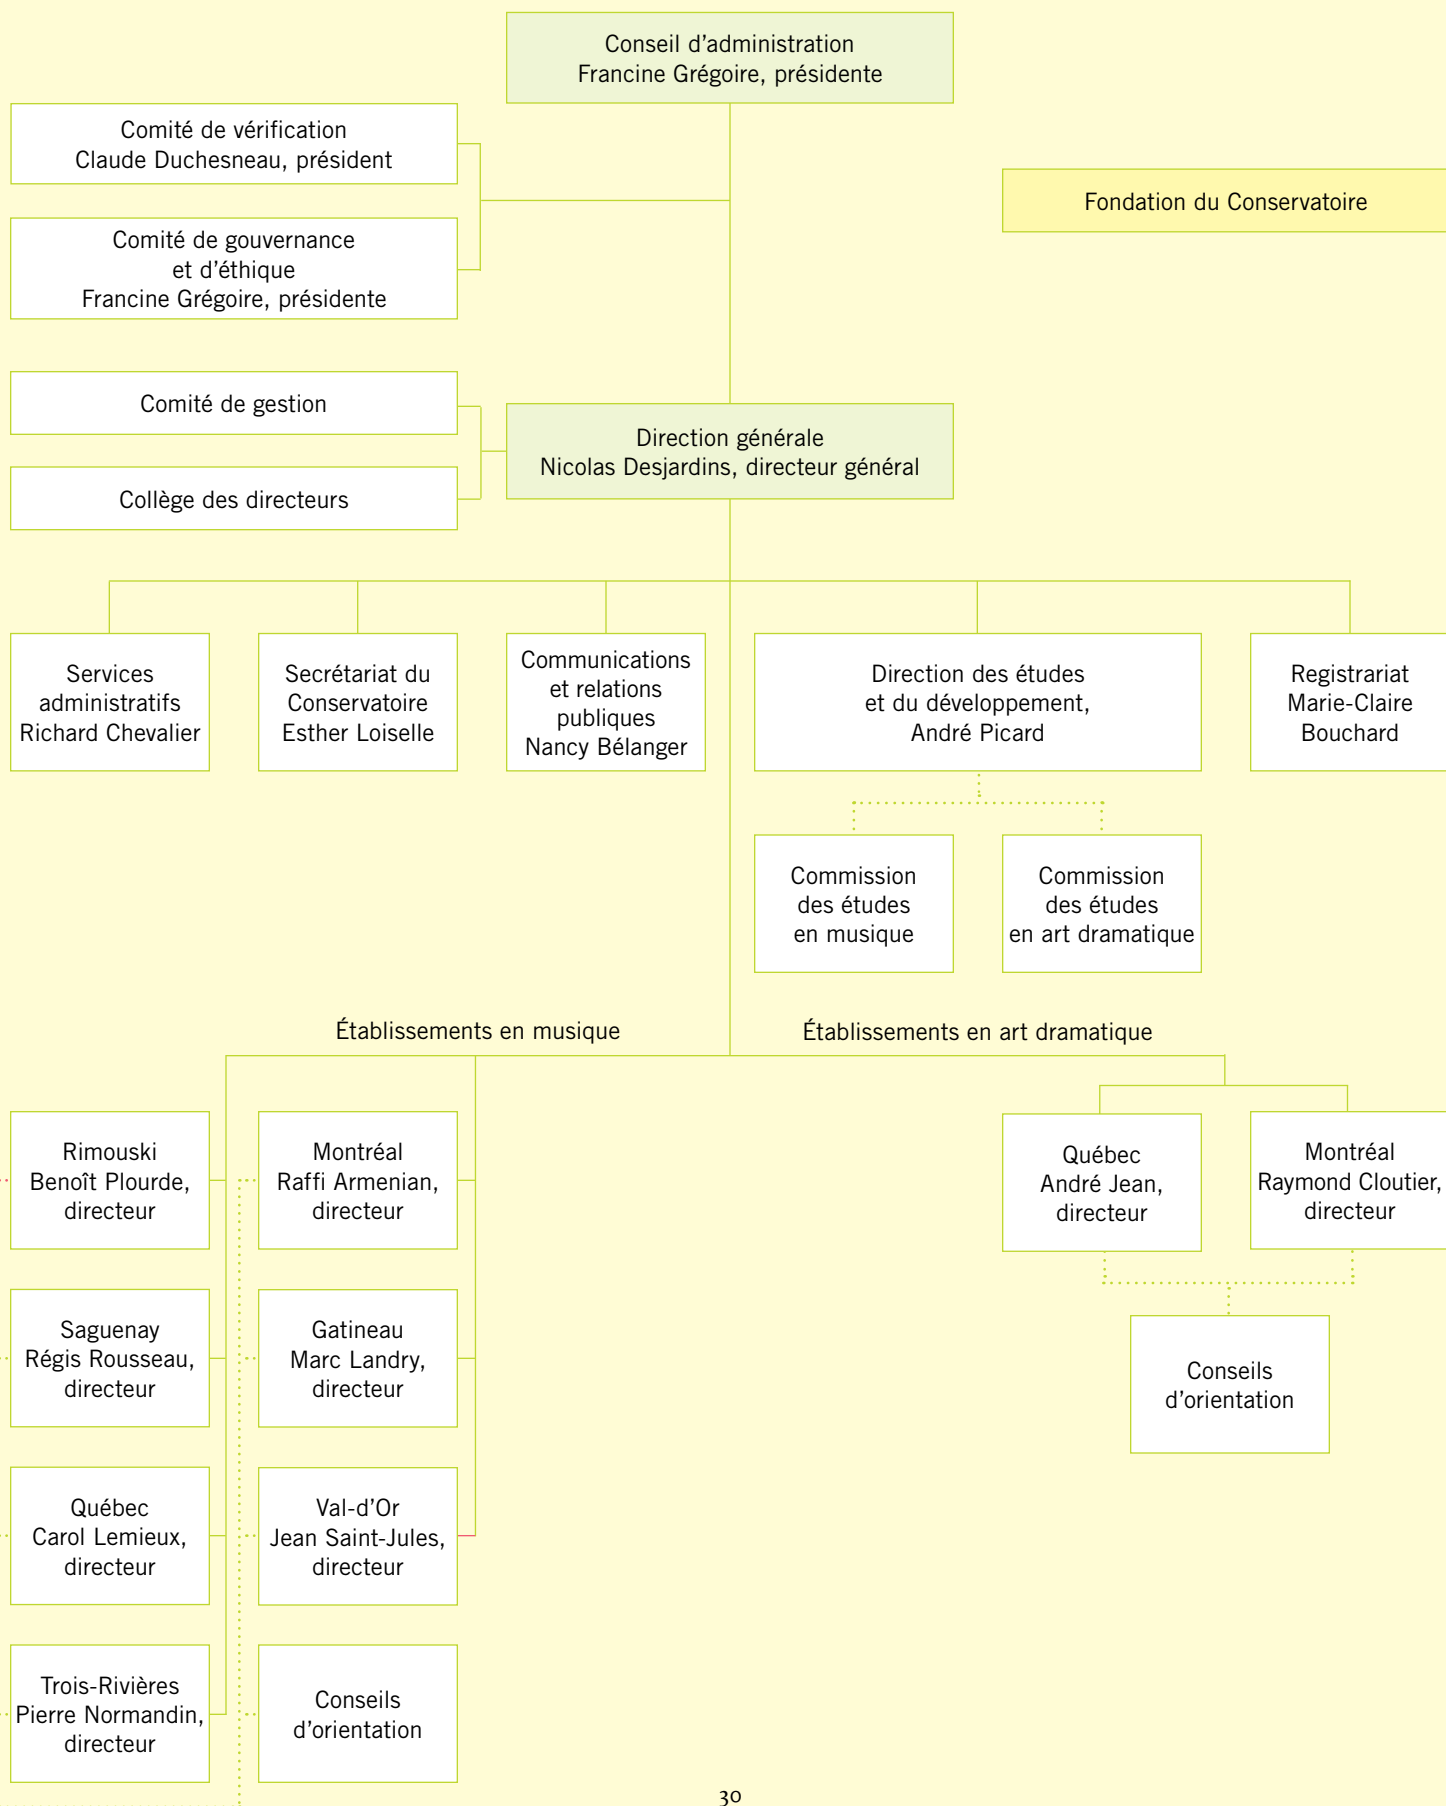 Conseil d'administration
Francine Grégoire, présidente
Comité de vérification
Claude Duchesneau, président
Fondation du Conservatoire
Comité de gouvernance
et d'éthique
Francine Grégoire, présidente
Comité de gestion
Direction générale
Nicolas Desjardins, directeur général
Collège des directeurs
Services
administratifs
Richard Chevalier
Secrétariat du
Conservatoire
Esther Loiselle
Communications
et relations
publiques
Nancy Bélanger
Direction des études
et du développement,
André Picard
Registrariat
Marie-Claire
Bouchard
Commission
des études
en musique
Commission
des études
en art dramatique
Établissements en musique
Établissements en art dramatique
Rimouski
Benoît Plourde,
directeur
Montréal
Raffi Armenian,
directeur
Québec
André Jean,
directeur
Montréal
Raymond Cloutier,
directeur
Saguenay
Régis Rousseau,
directeur
Gatineau
Marc Landry,
directeur
Conseils
d'orientation
Québec
Carol Lemieux,
directeur
Val-d'Or
Jean Saint-Jules,
directeur
Trois-Rivières
Pierre Normandin,
directeur
Conseils
d'orientation
30